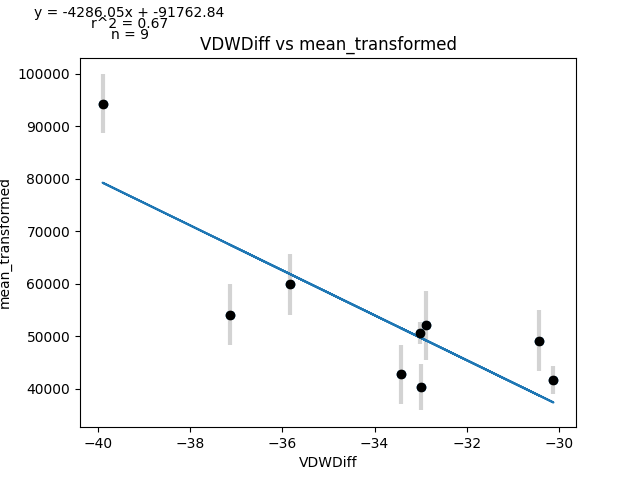 y = -4286.05x + -91762.84
r^2 = 0.67
n = 9
VDWDiff vs mean_transformed
100000
90000
80000
70000
60000
50000
40000
mean_transformed
−40
−38
−36
−34
−32
−30
VDWDiff